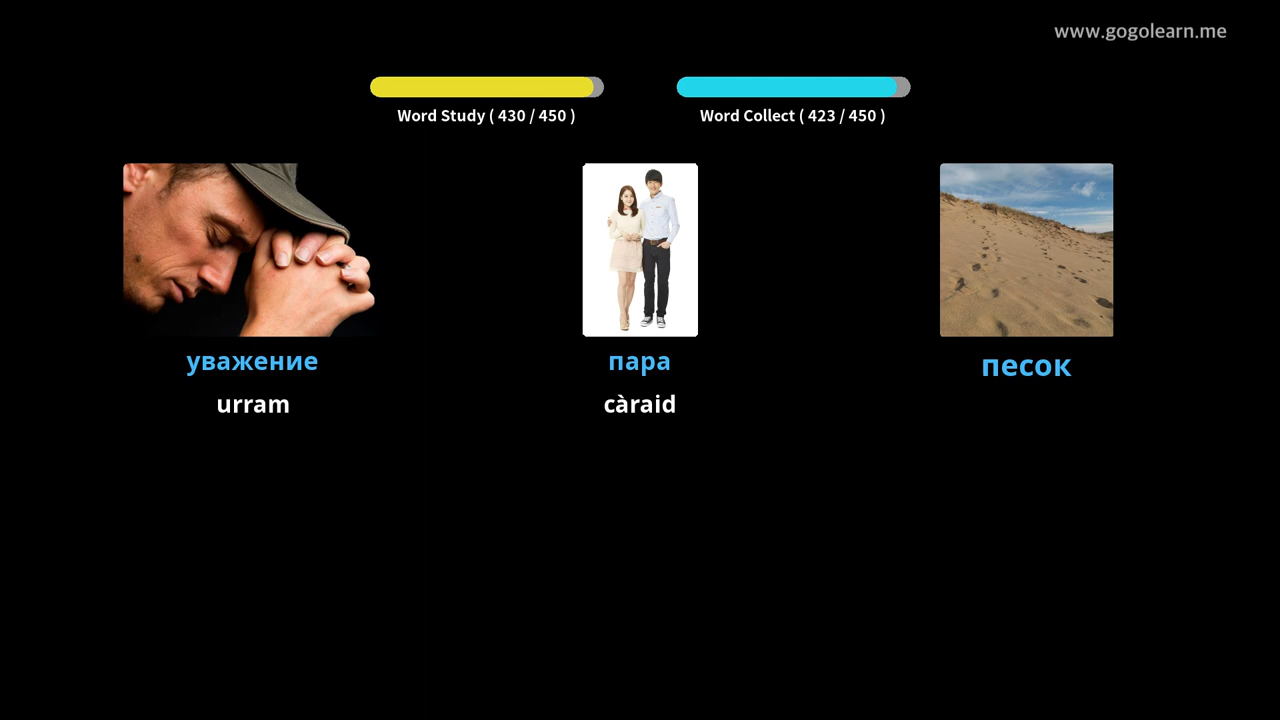 www.gogolearn.me
Word Study ( 430 / 450 )
Word Collect ( 423 / 450 )
уважение
urram
пара
càraid
песок